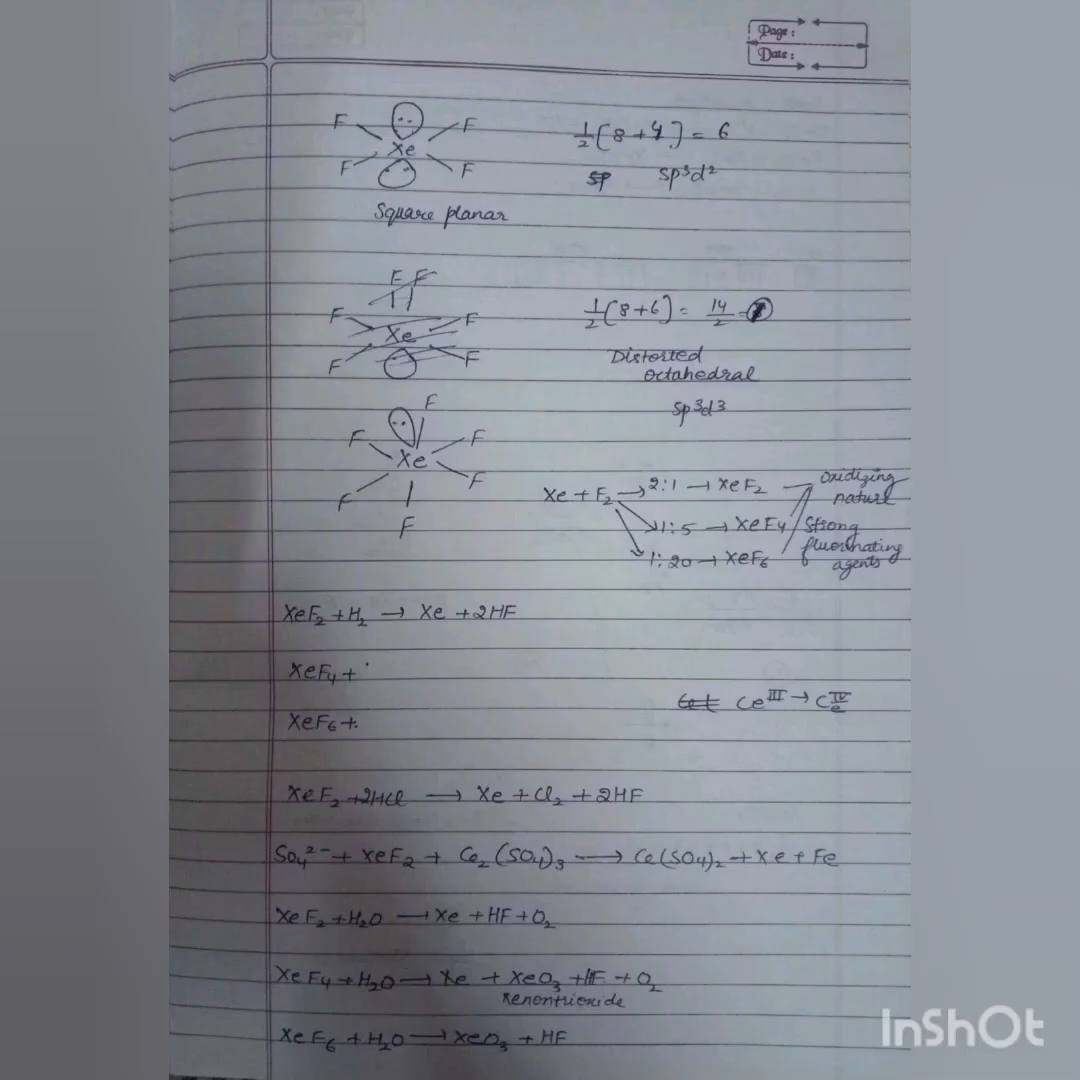 Page:
Date:
F F
Xe
F F
½[8+4] = 6
sp sp³d²
Square planar
F F
F F
Xe
F F
½[8+6] = 14/2 = 7
Distorted
octahedral
sp³d³
F
F F
Xe
F F
F
Xe + F₂ → 2:1 → XeF₂ → oxidizing nature
1:5 → XeF₄ Strong
1:20 → XeF₆ fluorinating agents
XeF₂ + H₂ → Xe + 2HF
XeF₄ +
Ce^III → Ce^IV
XeF₆ +
XeF₂ + 2HCl → Xe + Cl₂ + 2HF
SO₄²⁻ + XeF₂ + Ce₂(SO₄)₃ → Ce(SO₄)₂ + Xe + Fe
XeF₂ + H₂O → Xe + HF + O₂
XeF₄ + H₂O → Xe + XeO₃ + HF + O₂
Xenontrioxide
XeF₆ + H₂O → XeO₃ + HF
InShOt